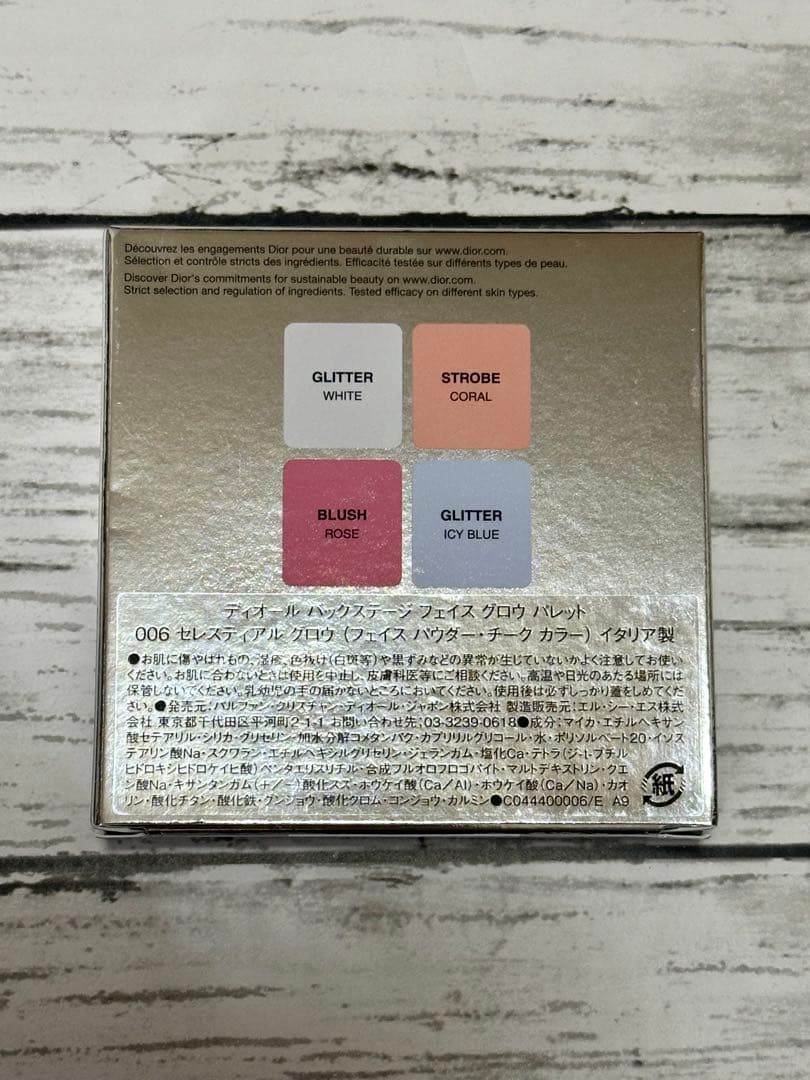 Découvrez les engagements Dior pour une beauté durable sur www.dior.com.
Sélection et contrôle stricts des ingrédients. Efficacité testée sur différents types de peau.
Discover Dior's commitments for sustainable beauty on www.dior.com.
Strict selection and regulation of ingredients. Tested efficacy on different skin types.
GLITTER
WHITE
STROBE
CORAL
BLUSH
ROSE
GLITTER
ICY BLUE
ディオール バックステージ フェイス グロウ パレット
006 セレスティアル グロウ (フェイス パウダー・チーク カラー) イタリア製
●お肌に傷やはれもの、湿疹、色抜け(白斑等)や黒ずみなどの異常が生じていないかよく注意してお使い
ください。お肌に合わないときは使用を中止し、皮膚科医等にご相談ください。高温や日光のあたる場所には
保管しないでください。乳幼児の手の届かないところにおいてください。使用後は必ずしっかり蓋をしめてくだ
さい。●発売元:パルファン・クリスチャン・ディオール・ジャポン株式会社 製造販売元:エル・シー・エス株式
会社 東京都千代田区平河町2-1-1 お問い合わせ先:03-3239-0618●成分:マイカ・エチルヘキサン
酸セテアリル・シリカ・グリセリン・加水分解コメタンパク・カプリリルグリコール・水・ポリソルベート20・イソス
テアリン酸Na・スクワラン・エチルヘキシルグリセリン・ジェランガム・塩化Ca・テトラ(ジ-t-ブチル
ヒドロキシヒドロケイヒ酸)ペンタエリスリチル・合成フルオロフロゴパイト・マルトデキストリン・クエ
ン酸Na・キサンタンガム(+/-)酸化スズ・ホウケイ酸(Ca/Al)・ホウケイ酸(Ca/Na)・カオ
リン・酸化チタン・酸化鉄・グンジョウ・酸化クロム・コンジョウ・カルミン●C044400006/E A9
紙